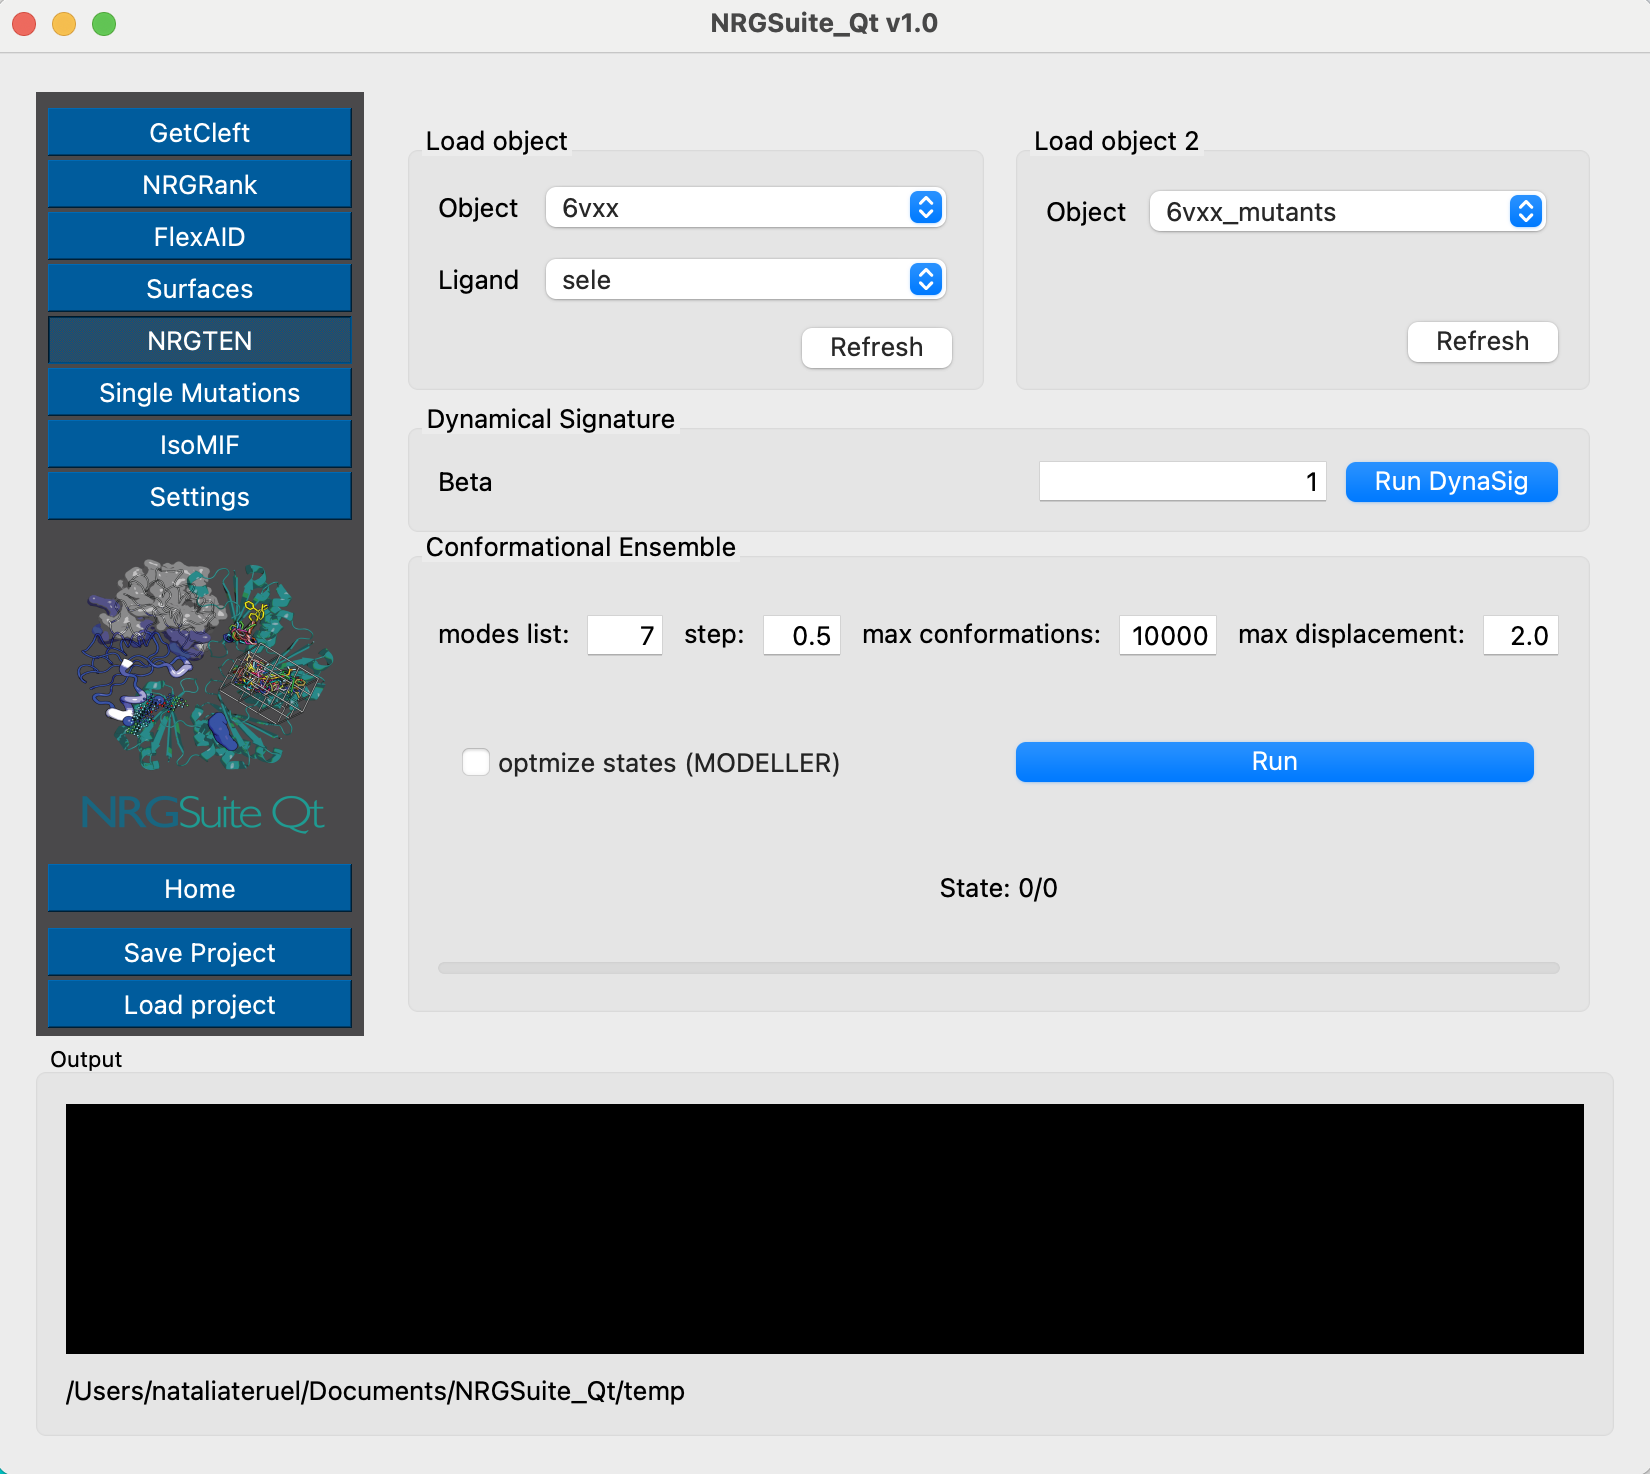 NRGSuite_Qt v1.0
GetCleft
NRGRank
FlexAID
Surfaces
NRGTEN
Single Mutations
IsoMIF
Settings
NRGSuite Qt
Home
Save Project
Load project
Load object
Object 6vxx
Ligand sele
Refresh
Load object 2
Object 6vxx_mutants
Refresh
Dynamical Signature
Beta 1 Run DynaSig
Conformational Ensemble
modes list: 7 step: 0.5 max conformations: 10000 max displacement: 2.0
optmize states (MODELLER) Run
State: 0/0
Output
/Users/nataliateruel/Documents/NRGSuite_Qt/temp